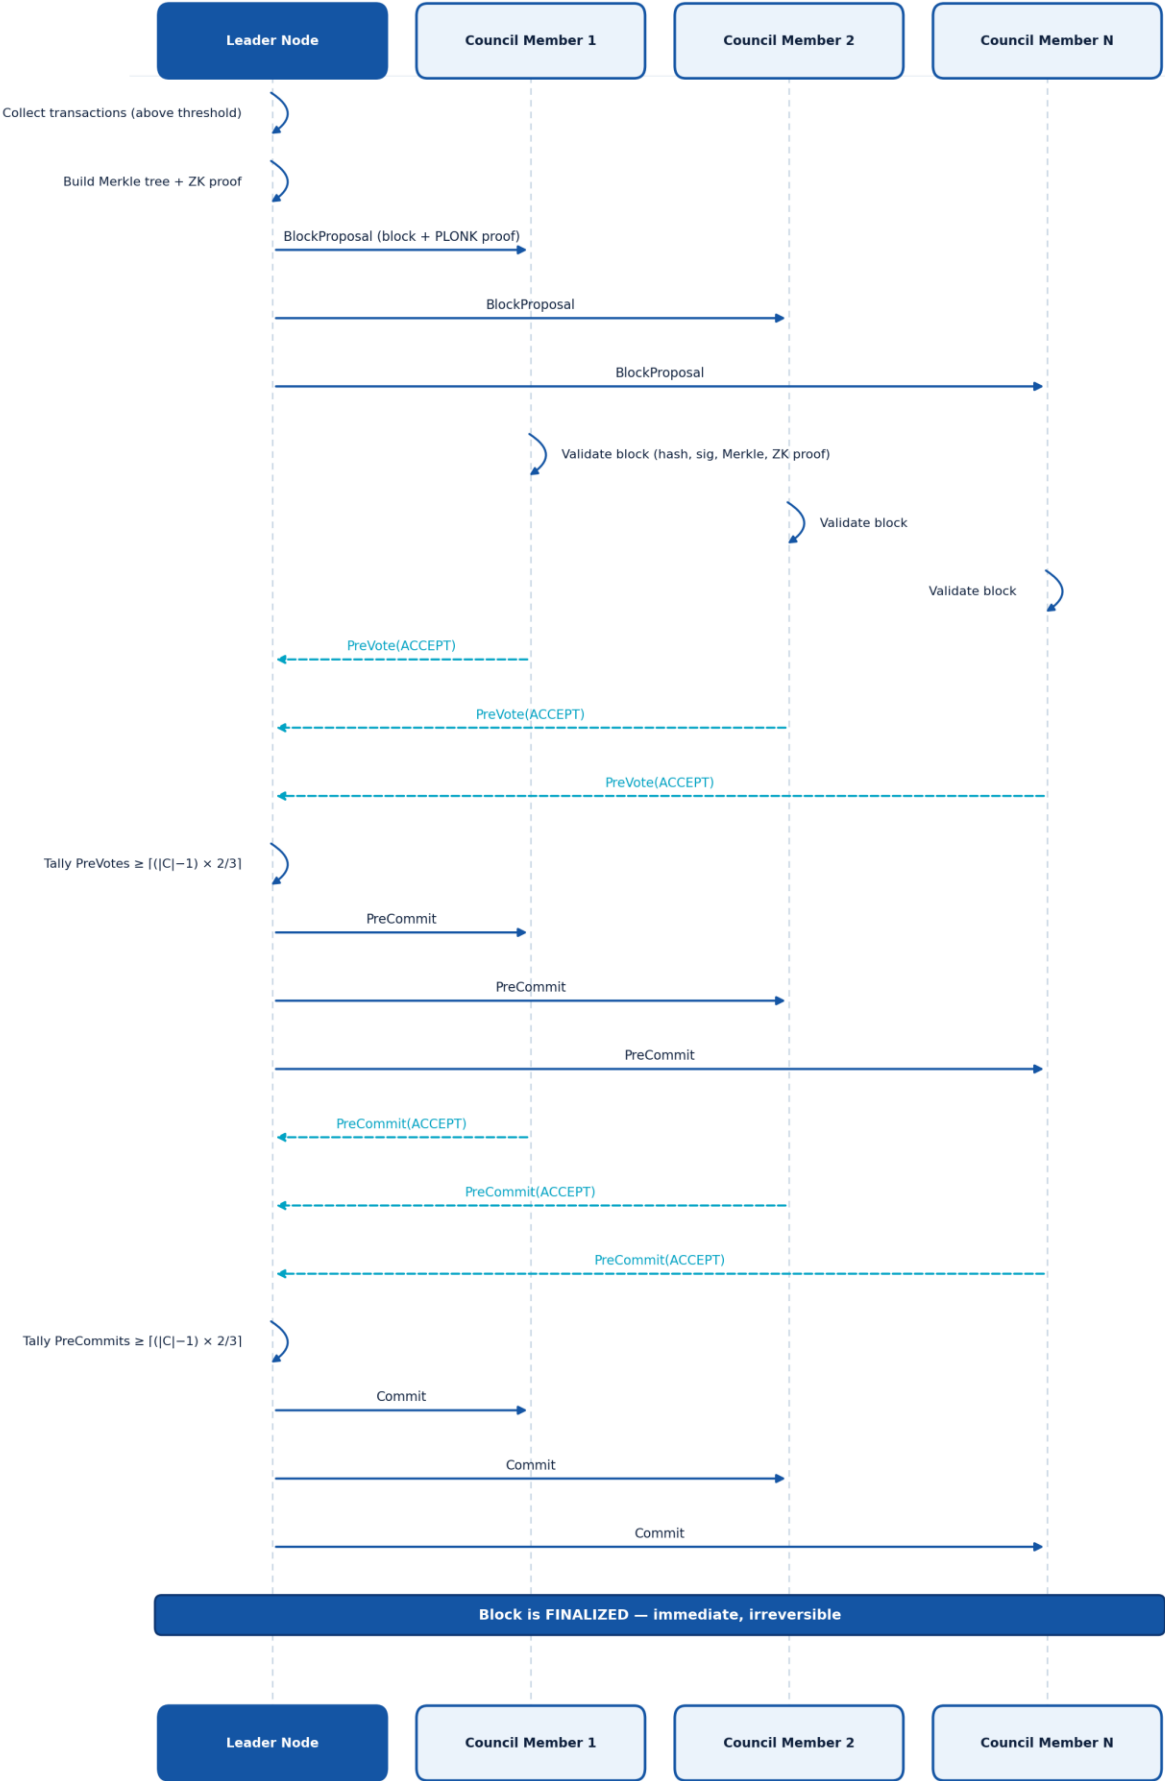 Leader Node
Council Member 1
Council Member 2
Council Member N
Collect transactions (above threshold)
Build Merkle tree + ZK proof
BlockProposal (block + PLONK proof)
BlockProposal
BlockProposal
Validate block (hash, sig, Merkle, ZK proof)
Validate block
Validate block
PreVote(ACCEPT)
PreVote(ACCEPT)
PreVote(ACCEPT)
Tally PreVotes ≥ ⌈(|C|−1) × 2/3⌉
PreCommit
PreCommit
PreCommit
PreCommit(ACCEPT)
PreCommit(ACCEPT)
PreCommit(ACCEPT)
Tally PreCommits ≥ ⌈(|C|−1) × 2/3⌉
Commit
Commit
Commit
Block is FINALIZED — immediate, irreversible
Leader Node
Council Member 1
Council Member 2
Council Member N